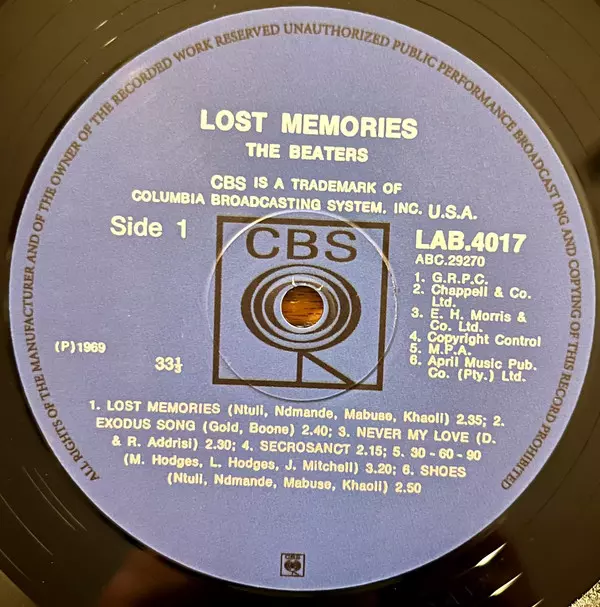 ALL RIGHTS OF THE MANUFACTURER AND OF THE OWNER OF THE RECORDED WORK RESERVED UNAUTHORIZED PUBLIC PERFORMANCE BROADCASTING AND COPYING OF THIS RECORD PROHIBITED
LOST MEMORIES
THE BEATERS
CBS IS A TRADEMARK OF
COLUMBIA BROADCASTING SYSTEM, INC. U.S.A.
Side 1
CBS
LAB.4017
ABC.29270
1. G.R.P.C.
2. Chappell & Co.
Ltd.
3. E. H. Morris &
Co. Ltd.
4. Copyright Control
5. M.P.A.
6. April Music Pub.
Co. (Pty.) Ltd.
(P)1969
33⅓
1. LOST MEMORIES (Ntuli, Ndmande, Mabuse, Khaoli) 2.35; 2.
EXODUS SONG (Gold, Boone) 2.40; 3. NEVER MY LOVE (D.
& R. Addrisi) 2.30; 4. SECROSANCT 2.15; 5. 30 - 60 - 90
(M. Hodges, L. Hodges, J. Mitchell) 3.20; 6. SHOES
(Ntuli, Ndmande, Mabuse, Khaoli) 2.50
CBS